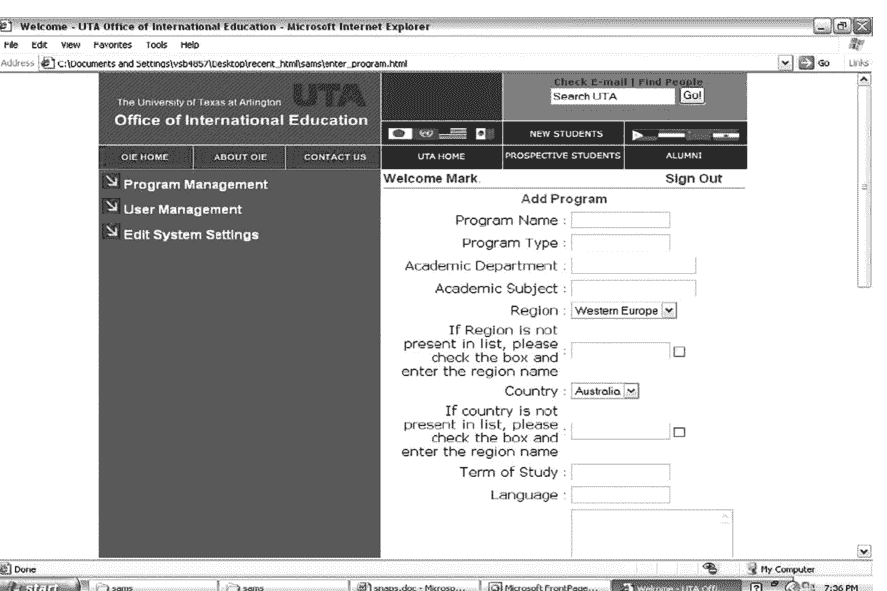 Welcome - UTA Office of International Education - Microsoft Internet Explorer
File Edit View Favorites Tools Help
Address C:\Documents and Settings\vsb4857\Desktop\recent_html\sams\enter_program.html Go Links
Check E-mail | Find People
The University of Texas at Arlington UTA
Search UTA Go!
Office of International Education
NEW STUDENTS
OIE HOME ABOUT OIE CONTACT US UTA HOME PROSPECTIVE STUDENTS ALUMNI
Program Management
User Management
Edit System Settings
Welcome Mark. Sign Out
Add Program
Program Name :
Program Type :
Academic Department :
Academic Subject :
Region : Western Europe
If Region is not
present in list, please
check the box and :
enter the region name
Country : Australia
If country is not
present in list, please
check the box and :
enter the region name
Term of Study :
Language :
Done My Computer
start sams sams snaps.doc - Microso... Microsoft FrontPage... Welcome - UTA Offi... 7:36 PM